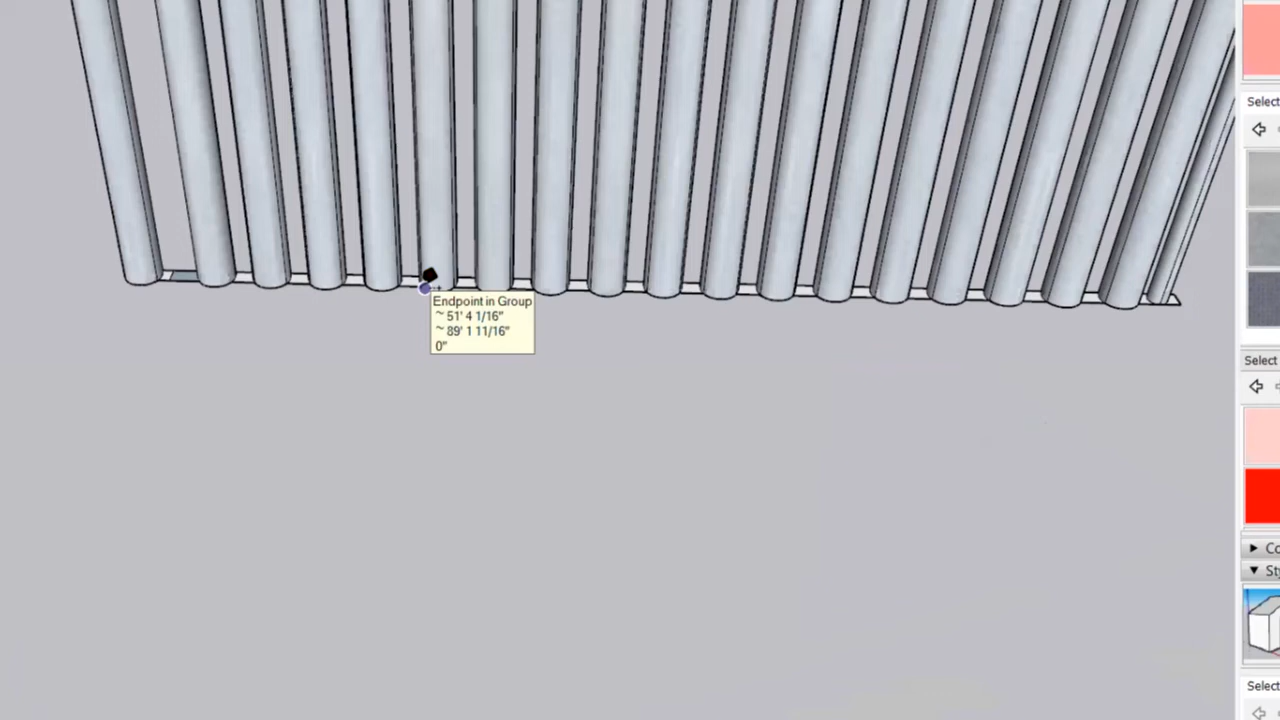 Select
Endpoint in Group
~ 51' 4 1/16"
~ 89' 1 11/16"
0"
Select
Select